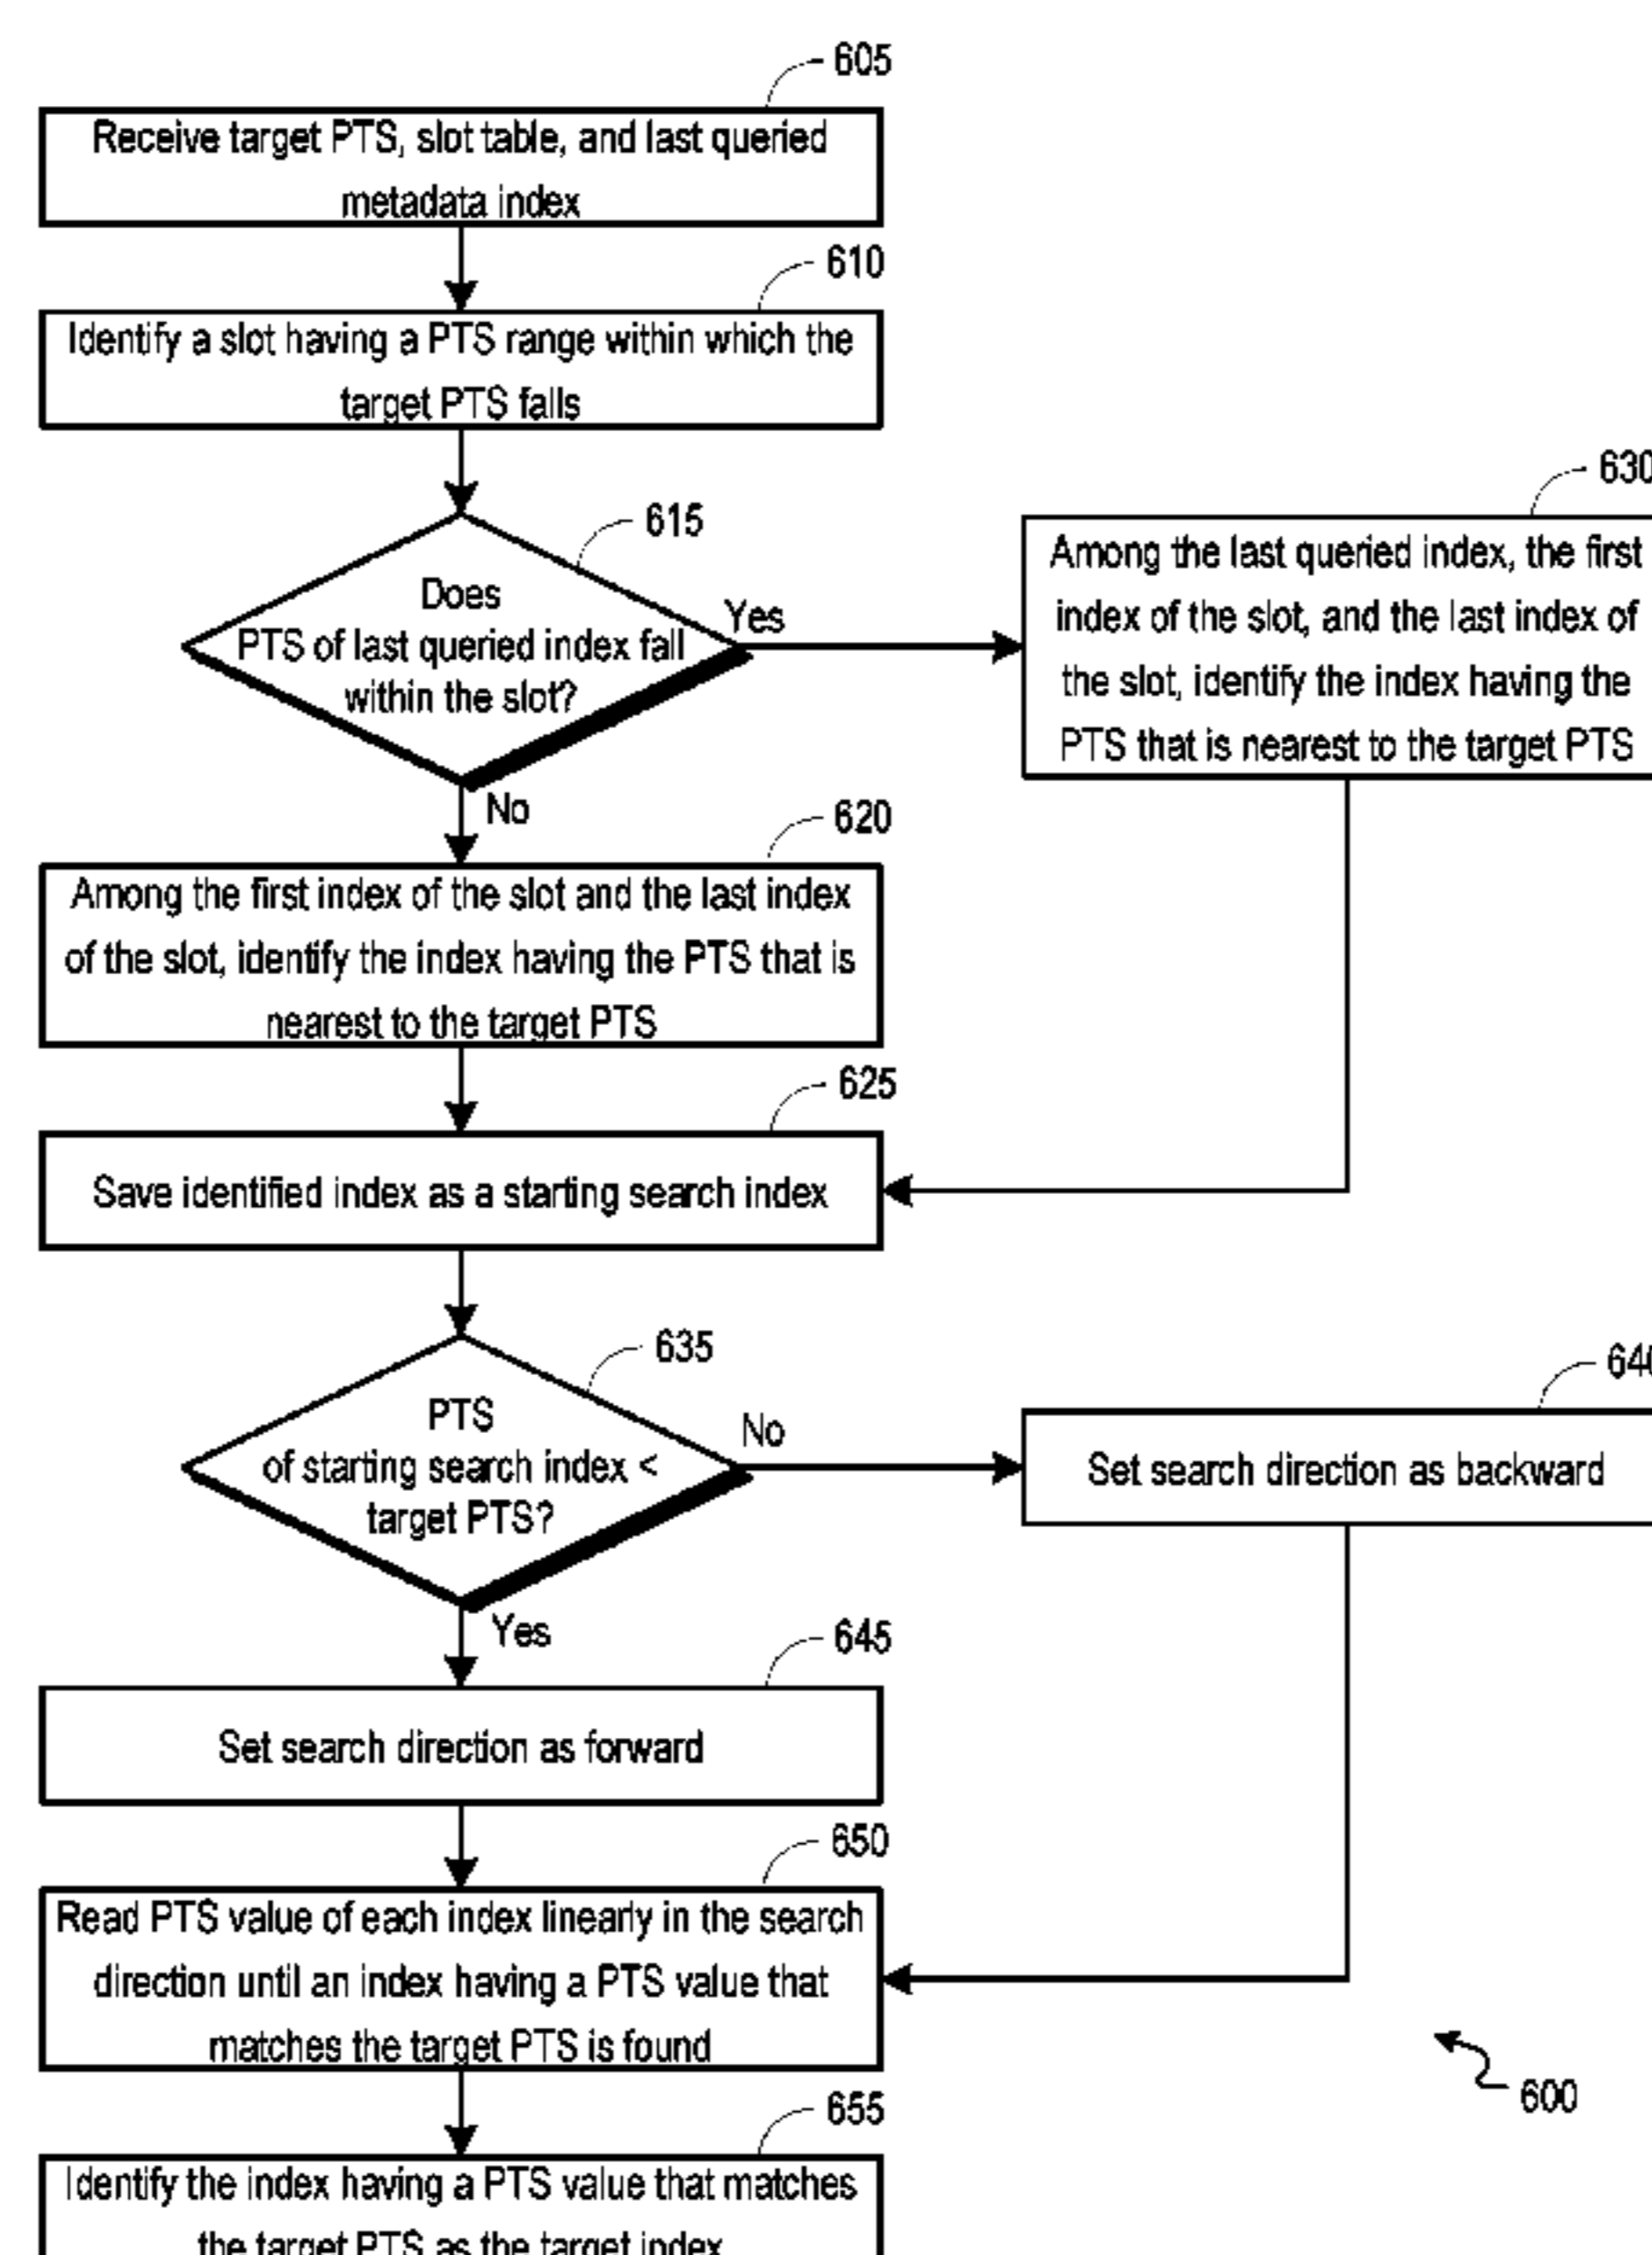 605
Receive target PTS, slot table, and last queried
metadata index
610
Identify a slot having a PTS range within which the
target PTS falls
615
Does
PTS of last queried index fall
within the slot?
Yes
No
630
Among the last queried index, the first
index of the slot, and the last index of
the slot, identify the index having the
PTS that is nearest to the target PTS
620
Among the first index of the slot and the last index
of the slot, identify the index having the PTS that is
nearest to the target PTS
625
Save identified index as a starting search index
635
PTS
of starting search index <
target PTS?
No
Yes
640
Set search direction as backward
645
Set search direction as forward
650
Read PTS value of each index linearly in the search
direction until an index having a PTS value that
matches the target PTS is found
600
655
Identify the index having a PTS value that matches
the target PTS as the target index